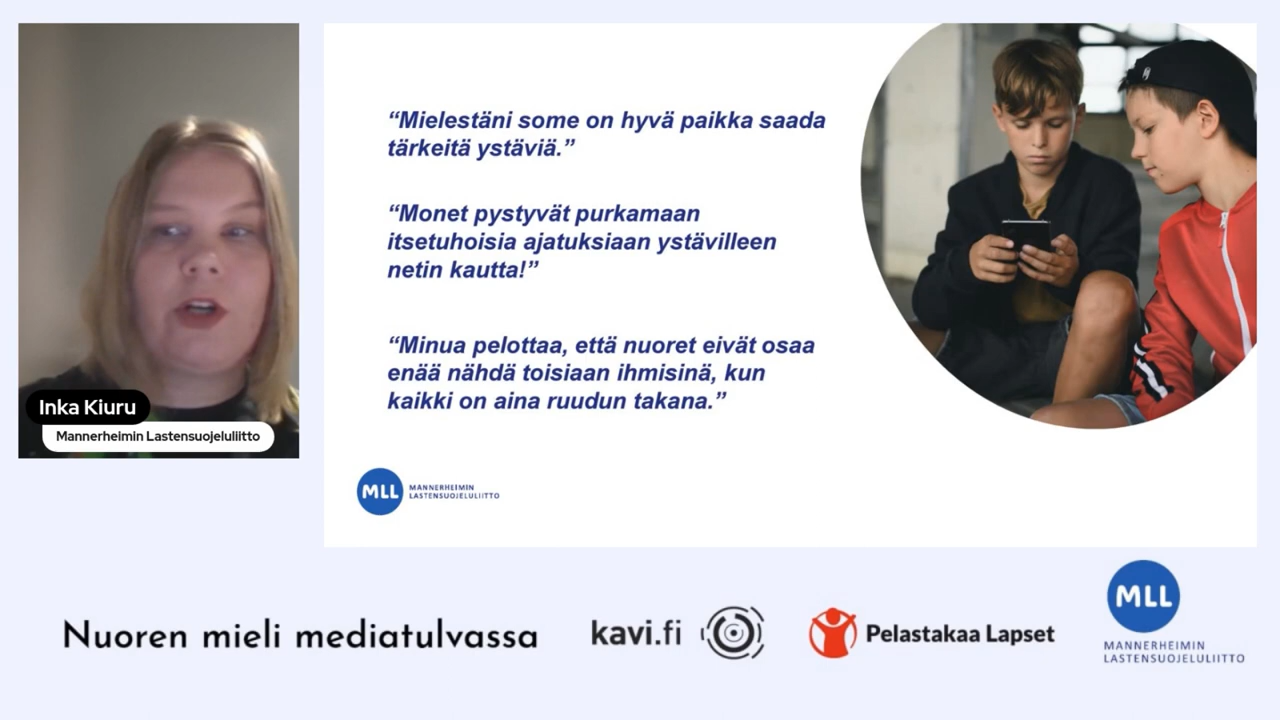 “Mielestäni some on hyvä paikka saada
tärkeitä ystäviä.”
“Monet pystyvät purkamaan
itsetuhoisia ajatuksiaan ystävilleen
netin kautta!”
“Minua pelottaa, että nuoret eivät osaa
enää nähdä toisiaan ihmisinä, kun
kaikki on aina ruudun takana.”
Inka Kiuru
Mannerheimin Lastensuojeluliitto
MLL
MANNERHEIMIN
LASTENSUOJELULIITTO
Nuoren mieli mediatulvassa
kavi.fi
Pelastakaa Lapset
MLL
MANNERHEIMIN
LASTENSUOJELULIITTO